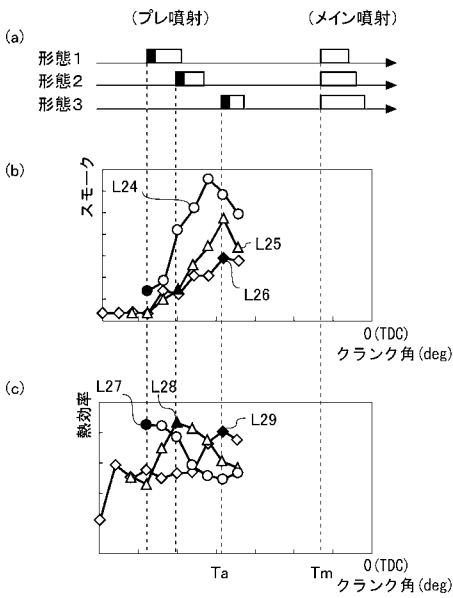 (プレ噴射) (メイン噴射)
(a)
形態1
形態2
形態3
(b)
スモーク
L24
L25
L26
0(TDC)
クランク角(deg)
(c)
L27 L28
L29
熱効率
0(TDC)
Ta Tm クランク角(deg)